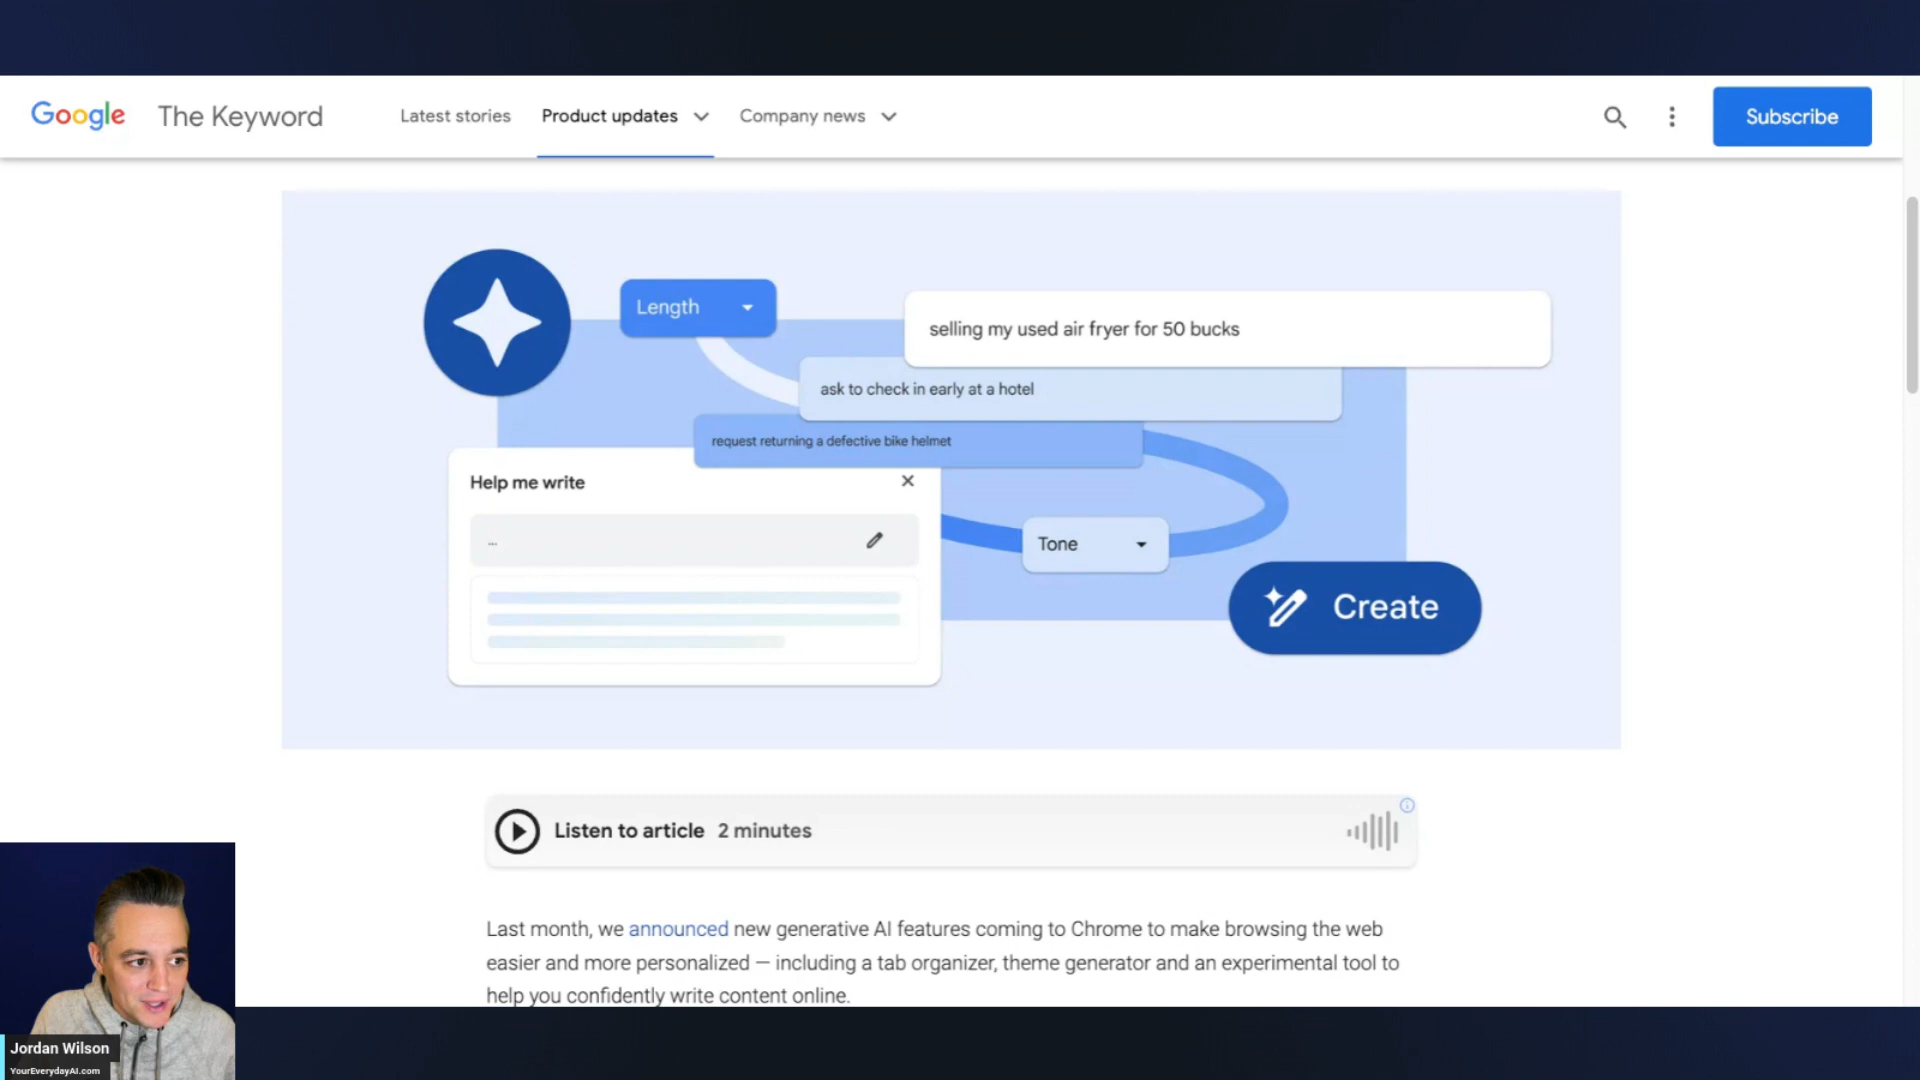 Google The Keyword Latest stories Product updates Company news Subscribe
Length
selling my used air fryer for 50 bucks
ask to check in early at a hotel
request returning a defective bike helmet
Help me write
...
Tone
Create
Listen to article 2 minutes
Last month, we announced new generative AI features coming to Chrome to make browsing the web
easier and more personalized — including a tab organizer, theme generator and an experimental tool to
help you confidently write content online.
Jordan Wilson
YourEverydayAI.com